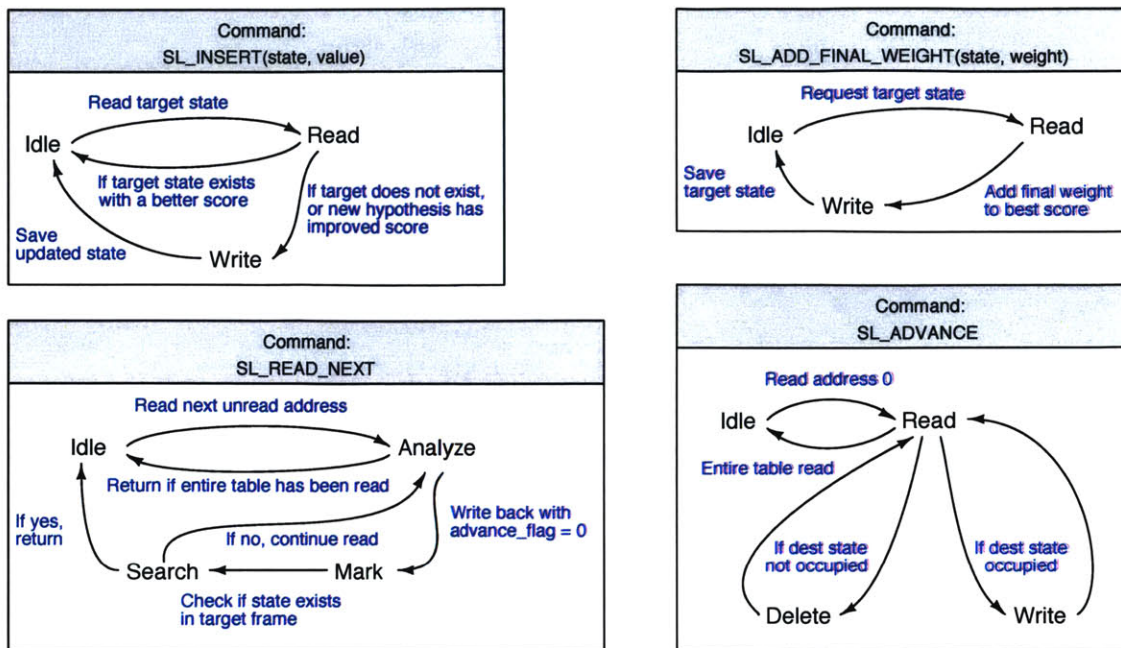 Command:
SL_INSERT(state, value)
Read target state
Idle
Read
If target state exists
with a better score
If target does not exist,
or new hypothesis has
improved score
Save
updated state
Write
Command:
SL_ADD_FINAL_WEIGHT(state, weight)
Request target state
Idle
Read
Save
target state
Write
Add final weight
to best score
Command:
SL_READ_NEXT
Read next unread address
Idle
Analyze
Return if entire table has been read
If yes,
return
If no, continue read
Write back with
advance_flag = 0
Search
Mark
Check if state exists
in target frame
Command:
SL_ADVANCE
Read address 0
Idle
Read
Entire table read
If dest state
not occupied
If dest state
occupied
Delete
Write